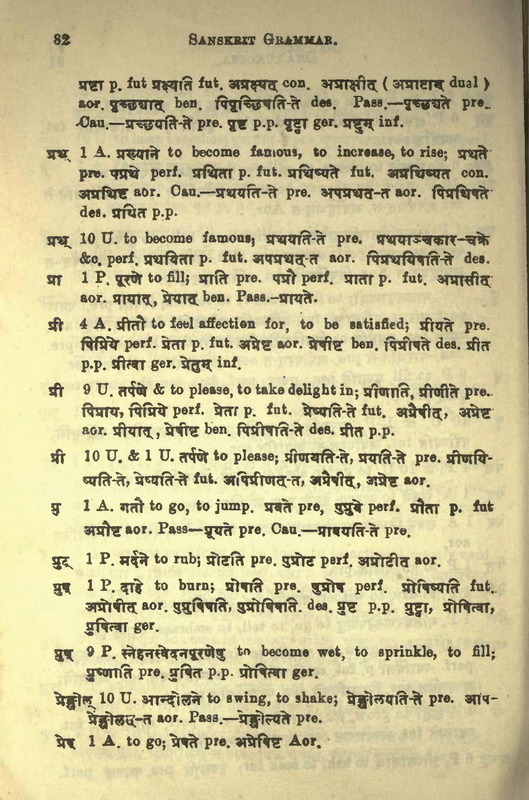 82 SANSKRIT GRAMMAR.
प्रष्टा p. fut प्रक्ष्यति fut. अप्रक्ष्यत् con. अप्राक्षीत् ( अप्राष्टाम् dual )
aor. पृच्छ्यात् ben. पिपृच्छिषति-ते des. Pass.—पृच्छ्यते pre.
Cau.—प्रच्छयति-ते pre. पृष्ट p.p. पृष्ट्वा ger. प्रष्टुम् inf.
प्रथ् 1 A. प्रख्याने to become famous, to increase, to rise; प्रथते
pre. पप्रथे perf. प्रथिता p. fut. प्रथिष्यते fut. अप्रथिष्यत con.
अप्रथिष्ट aor. Cau.—प्रथयति-ते pre. अपप्रथत्-त aor. पिप्रथिषते
des. प्रथित p.p.
प्रथ् 10 U. to become famous; प्रथयति-ते pre. प्रथयाञ्चकार-चक्रे
&c. perf. प्रथयिता p. fut. अपप्रथत्-त aor. पिप्रथयिषति-ते des.
प्रा 1 P. पूरणे to fill; प्राति pre. पप्रौ perf. प्राता p. fut. अप्रासीत्
aor. प्रायात्, प्रेयात् ben. Pass.—प्रायते.
प्री 4 A. प्रीतौ to feel affection for, to be satisfied; प्रीयते pre.
पिप्रिये perf. प्रेता p. fut. अप्रेष्ट aor. प्रेषीष्ट ben. पिप्रीषते des. प्रीत
p.p. प्रीत्वा ger. प्रेतुम् inf.
प्री 9 U. तर्पणे & to please, to take delight in; प्रीणाति, प्रीणीते pre.
पिप्राय, पिप्रिये perf. प्रेता p. fut. प्रेष्यति-ते fut. अप्रैषीत्, अप्रेष्ट
aor. प्रीयात्, प्रेषीष्ट ben. पिप्रीषति-ते des. प्रीत p.p.
प्री 10 U. & 1 U. तर्पणे to please; प्रीणयति-ते, प्रयति-ते pre. प्रीणयि-
ष्यति-ते, प्रेष्यति-ते fut. अपिप्रीणत्-त, अप्रैषीत्, अप्रेष्ट aor.
प्रु 1 A. गतौ to go, to jump. प्रवते pre, पुप्रुवे perf. प्रोता p. fut
अप्रोष्ट aor. Pass—प्रूयते pre. Cau.—प्रावयति-ते pre.
प्रुट् 1 P. मर्दने to rub; प्रोटति pre. पुप्रोट perf. अप्रोटीत aor.
प्रुष् 1 P. दाहे to burn; प्रोषति pre. पुप्रोष perf. प्रोषिष्यति fut.
अप्रोषीत् aor. पुप्रुषिषति, पुप्रोषिषति. des. प्रुष्ट p.p. प्रुष्ट्वा, प्रोषित्वा,
प्रुषित्वा ger.
प्रुष् 9 P. स्नेहनस्वेदनपूरणेषु to become wet, to sprinkle, to fill;
प्रुष्णाति pre. प्रुषित p.p. प्रोषित्वा ger.
प्रेङ्खोल् 10 U. आन्दोलने to swing, to shake; प्रेङ्खोलयति-ते pre. अपि-
प्रेङ्खोलत्-त aor. Pass.—प्रेङ्खोल्यते pre.
प्रेष् 1 A. to go; प्रेषते pre. अप्रेषिष्ट Aor.